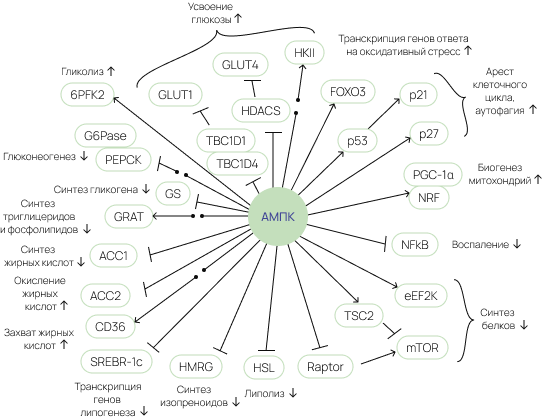 Усвоение
глюкозы ↑
HKII
GLUT4
Транскрипция генов ответа
на оксидативный стресс ↑
Гликолиз ↑
6PFK2
GLUT1
HDACS
FOXO3
p21
Арест
клеточного
цикла,
аутофагия ↑
G6Pase
PEPCK
Глюконеогенез ↓
TBC1D1
TBC1D4
p53
p27
PGC-1α
NRF
Биогенез
митохондрий ↑
Синтез гликогена ↓
GS
Синтез
триглицеридов
и фосфолипидов ↓
GRAT
АМПК
NFkB
Воспаление ↓
Синтез
жирных кислот ↓
ACC1
Окисление
жирных
кислот ↑
ACC2
eEF2K
CD36
TSC2
Синтез
белков ↓
Захват жирных
кислот ↑
mTOR
SREBR-1c
HMRG
HSL
Raptor
Транскрипция
генов
липогенеза ↓
Синтез
изопреноидов ↓
Липолиз ↓